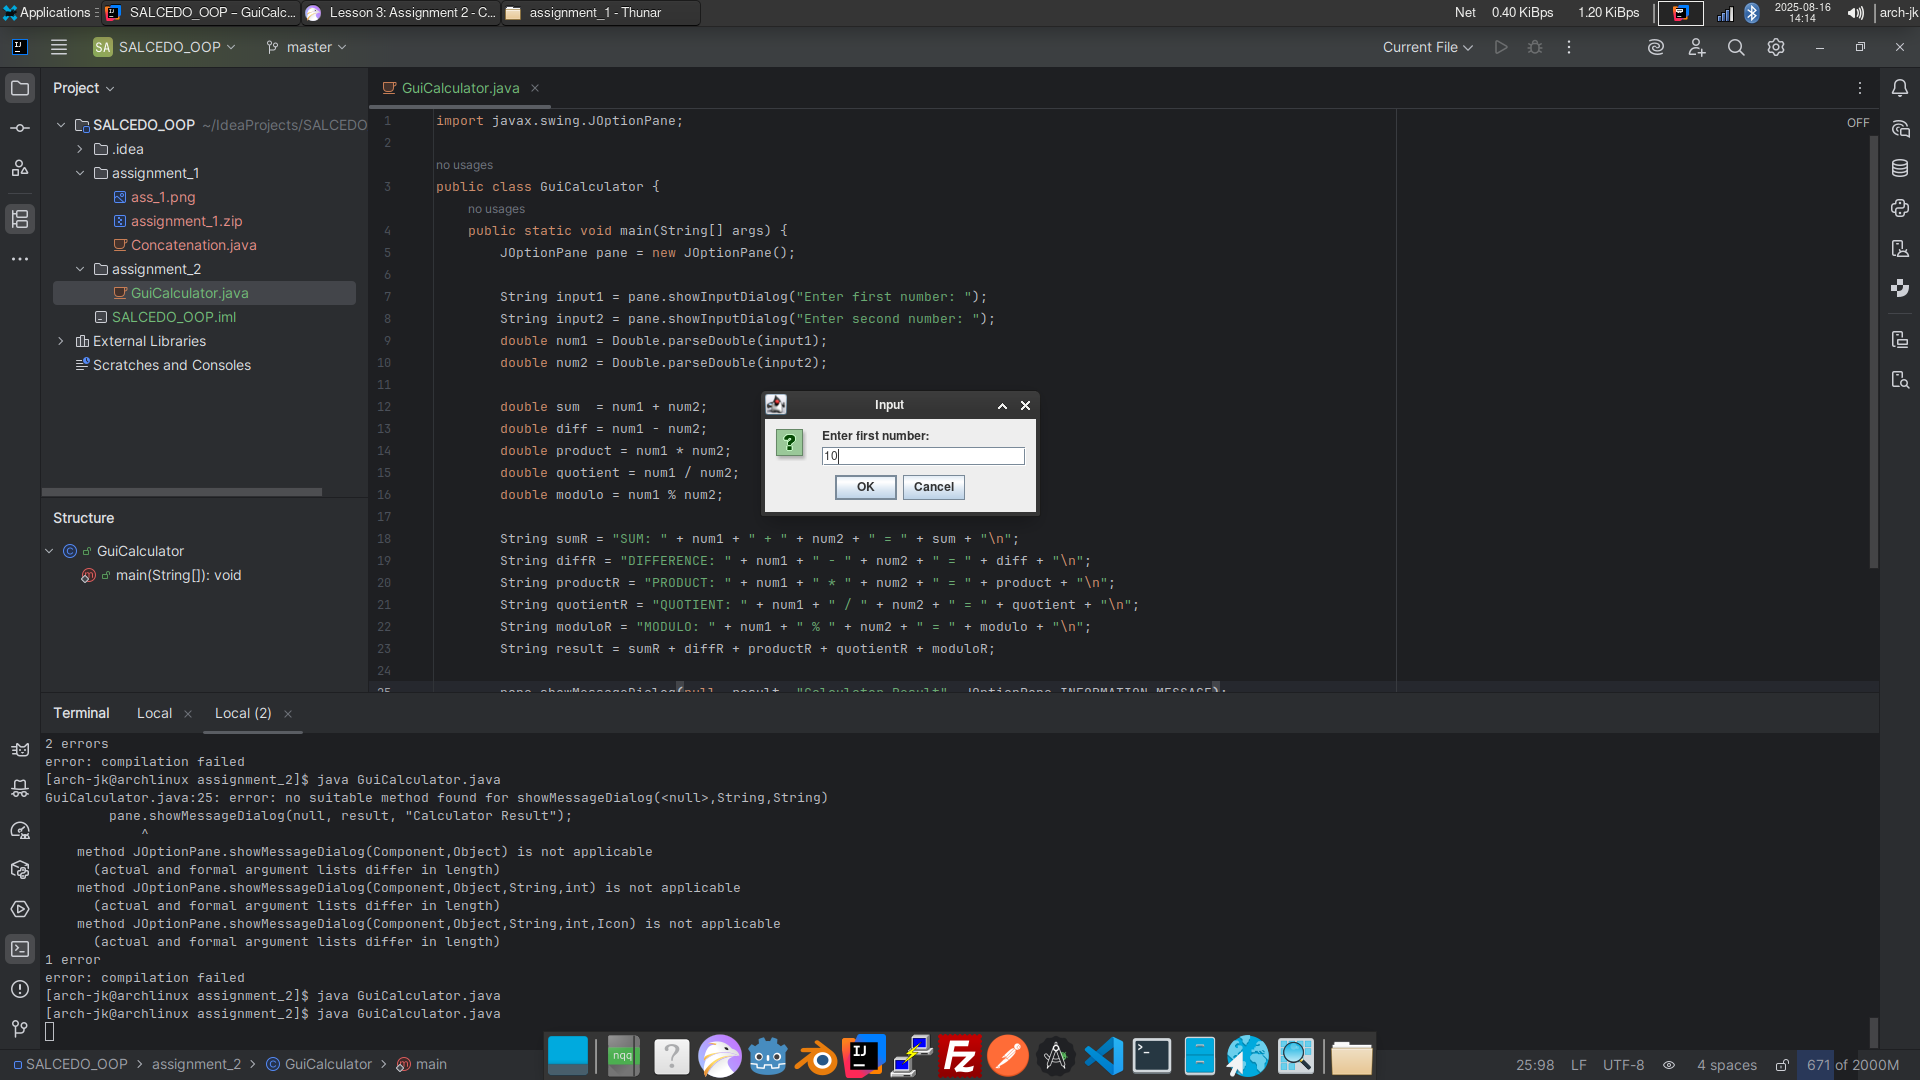 Applications
SALCEDO_OOP – GuiCalc...
Lesson 3: Assignment 2 - C...
assignment_1 - Thunar
Net 0.40 KiBps 1.20 KiBps
2025-08-16
14:14
arch-jk
SA SALCEDO_OOP
master
Current File
Project
SALCEDO_OOP ~/IdeaProjects/SALCEDO
.idea
assignment_1
ass_1.png
assignment_1.zip
Concatenation.java
assignment_2
GuiCalculator.java
SALCEDO_OOP.iml
External Libraries
Scratches and Consoles
Structure
GuiCalculator
main(String[]): void
GuiCalculator.java
OFF
1 import javax.swing.JOptionPane;
2
no usages
3 public class GuiCalculator {
no usages
4 public static void main(String[] args) {
5 JOptionPane pane = new JOptionPane();
6
7 String input1 = pane.showInputDialog("Enter first number: ");
8 String input2 = pane.showInputDialog("Enter second number: ");
9 double num1 = Double.parseDouble(input1);
10 double num2 = Double.parseDouble(input2);
11
12 double sum  = num1 + num2;
13 double diff = num1 - num2;
14 double product = num1 * num2;
15 double quotient = num1 / num2;
16 double modulo = num1 % num2;
17
18 String sumR = "SUM: " + num1 + " + " + num2 + " = " + sum + "\n";
19 String diffR = "DIFFERENCE: " + num1 + " - " + num2 + " = " + diff + "\n";
20 String productR = "PRODUCT: " + num1 + " * " + num2 + " = " + product + "\n";
21 String quotientR = "QUOTIENT: " + num1 + " / " + num2 + " = " + quotient + "\n";
22 String moduloR = "MODULO: " + num1 + " % " + num2 + " = " + modulo + "\n";
23 String result = sumR + diffR + productR + quotientR + moduloR;
24
25 pane.showMessageDialog(null, result, "Calculator Result", JOptionPane.INFORMATION_MESSAGE);
Input
?
Enter first number:
10
OK Cancel
Terminal Local Local (2)
2 errors
error: compilation failed
[arch-jk@archlinux assignment_2]$ java GuiCalculator.java
GuiCalculator.java:25: error: no suitable method found for showMessageDialog(<null>,String,String)
pane.showMessageDialog(null, result, "Calculator Result");
^
method JOptionPane.showMessageDialog(Component,Object) is not applicable
(actual and formal argument lists differ in length)
method JOptionPane.showMessageDialog(Component,Object,String,int) is not applicable
(actual and formal argument lists differ in length)
method JOptionPane.showMessageDialog(Component,Object,String,int,Icon) is not applicable
(actual and formal argument lists differ in length)
1 error
error: compilation failed
[arch-jk@archlinux assignment_2]$ java GuiCalculator.java
[arch-jk@archlinux assignment_2]$ java GuiCalculator.java
nqq
?
IJ
FZ
SALCEDO_OOP > assignment_2 > GuiCalculator > main
25:98 LF UTF-8 4 spaces 671 of 2000M